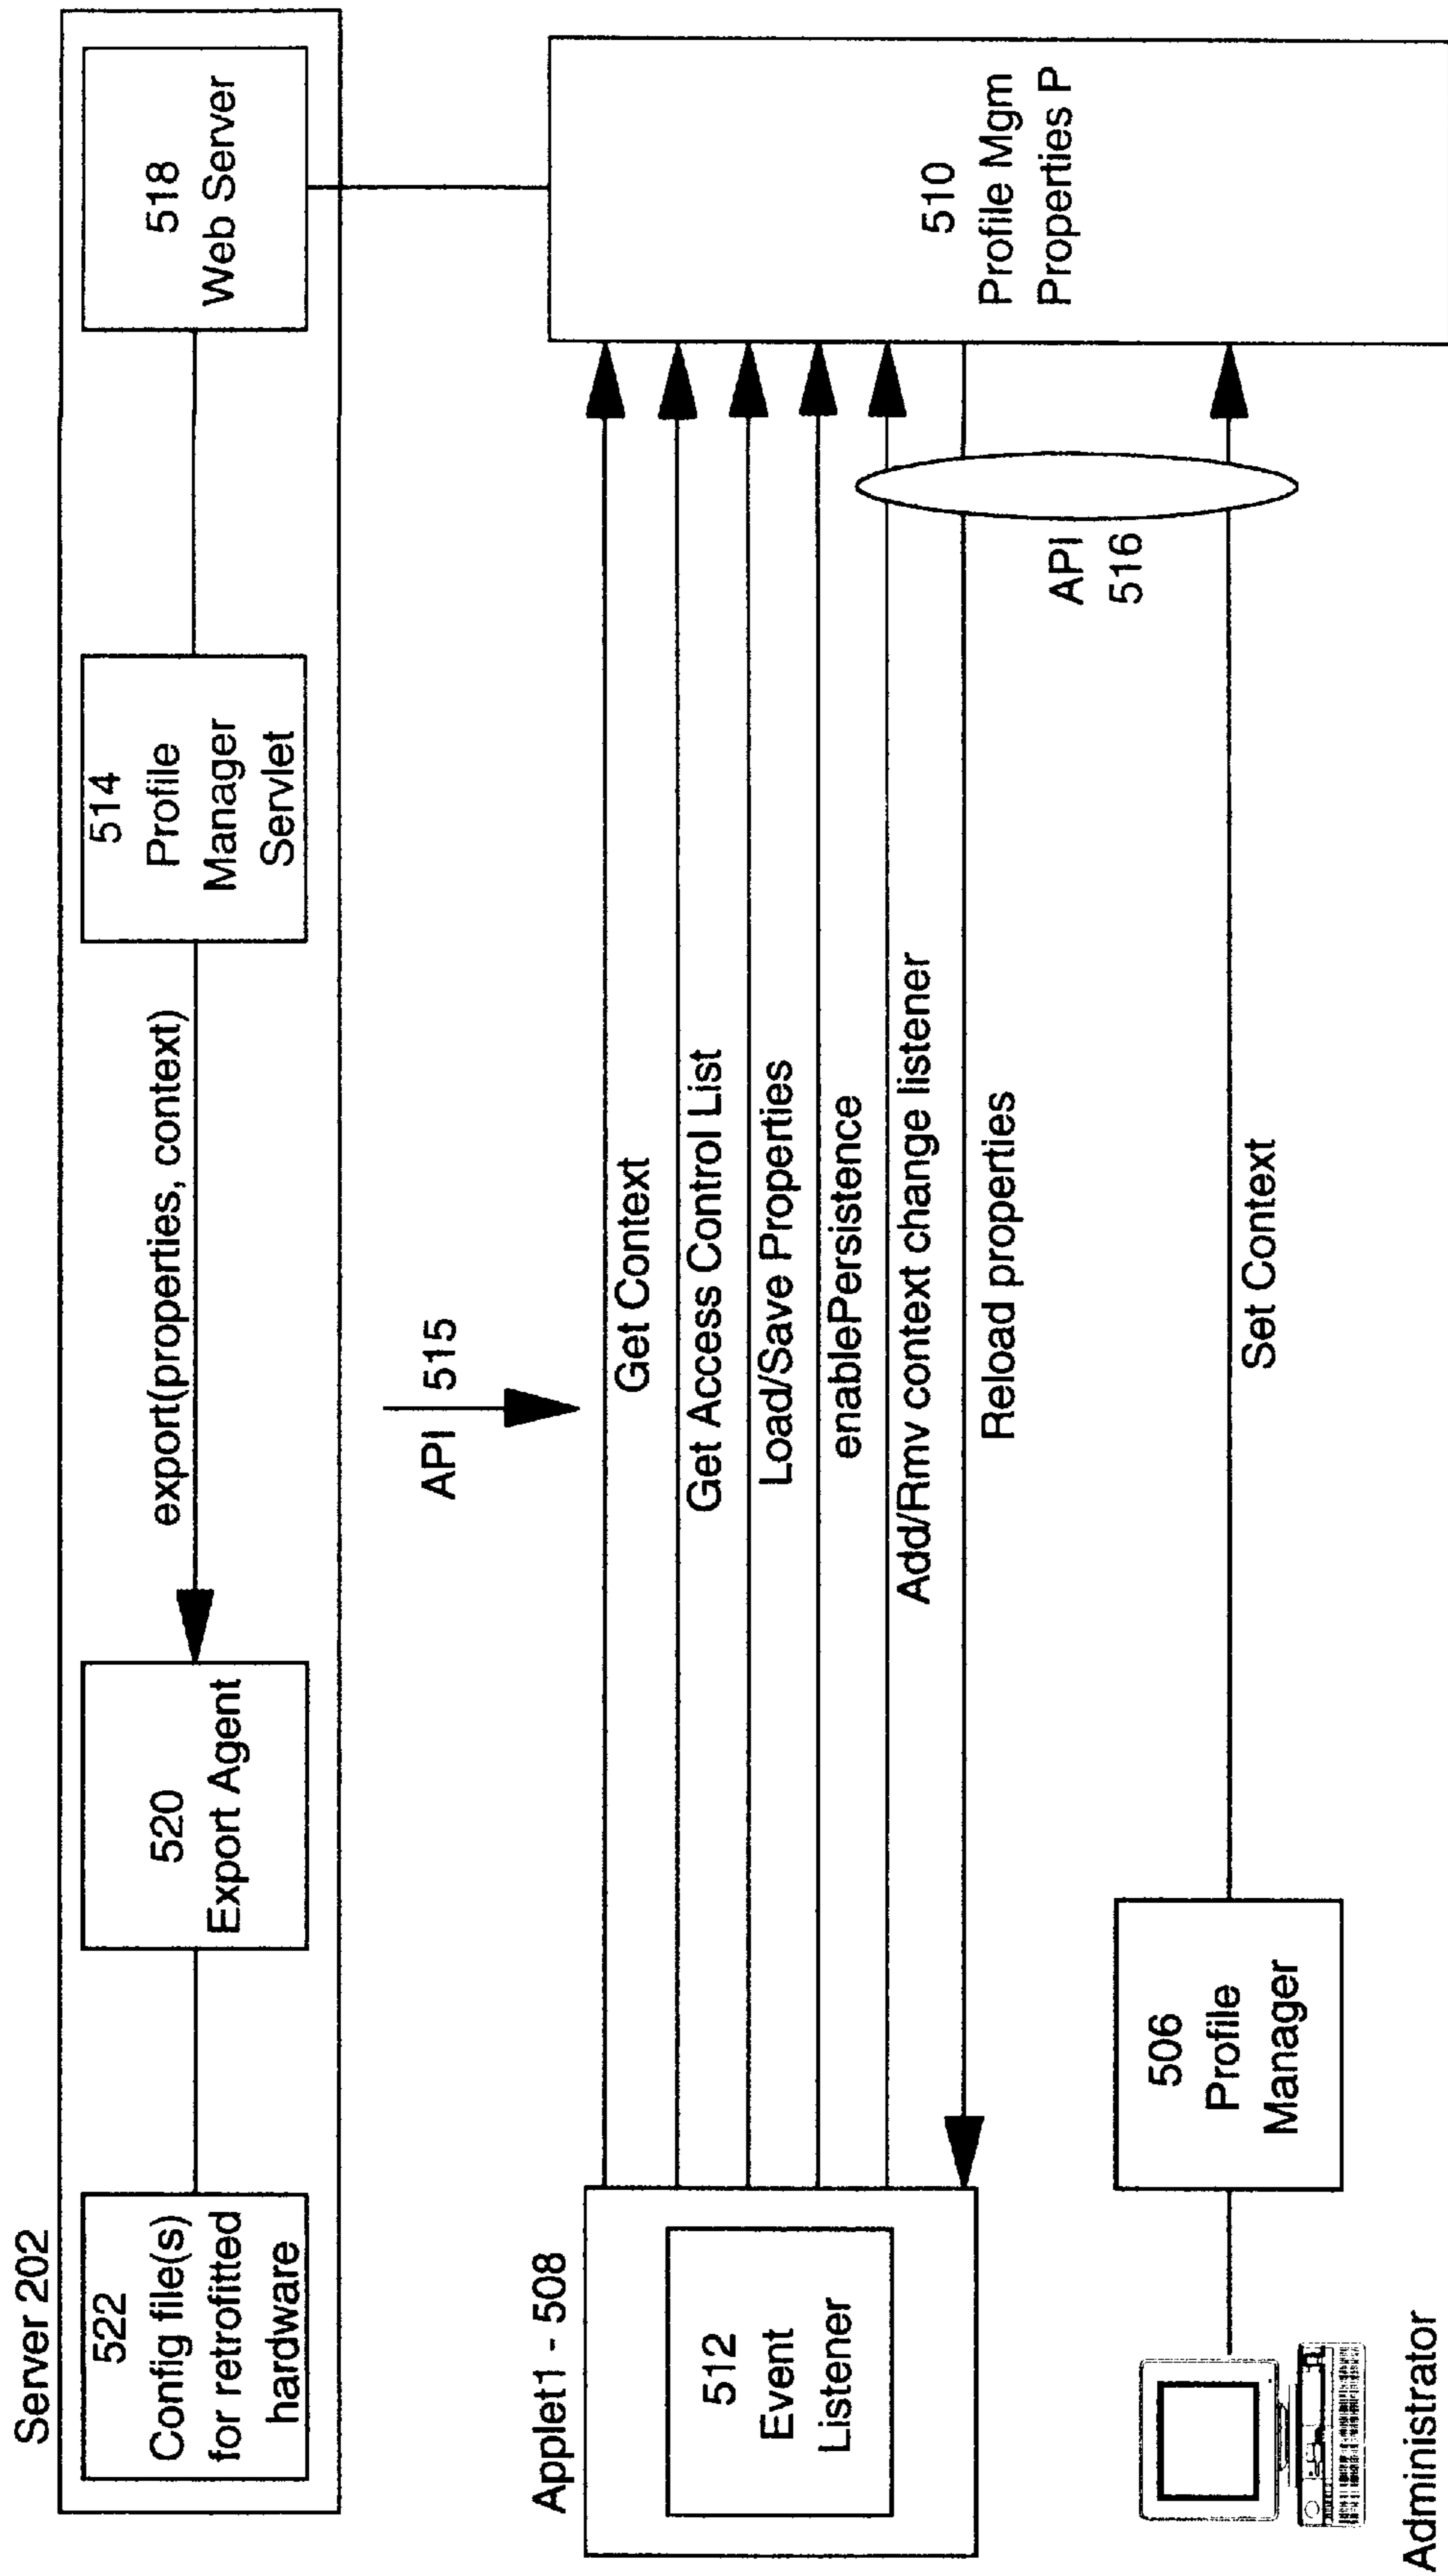 Server 202
522
Config file(s)
for retrofitted
hardware
520
Export Agent
export(properties, context)
514
Profile
Manager
Servlet
518
Web Server
API 515
Applet1 - 508
512
Event
Listener
Get Context
Get Access Control List
Load/Save Properties
enablePersistence
Add/Rmv context change listener
Reload properties
API
516
510
Profile Mgm
Properties P
506
Profile
Manager
Set Context
Administrator